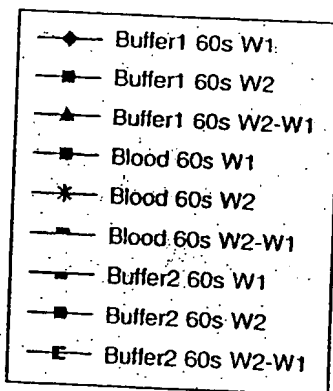 Buffer1 60s W1
Buffer1 60s W2
Buffer1 60s W2-W1
Blood 60s W1
Blood 60s W2
Blood 60s W2-W1
Buffer2 60s W1
Buffer2 60s W2
Buffer2 60s W2-W1